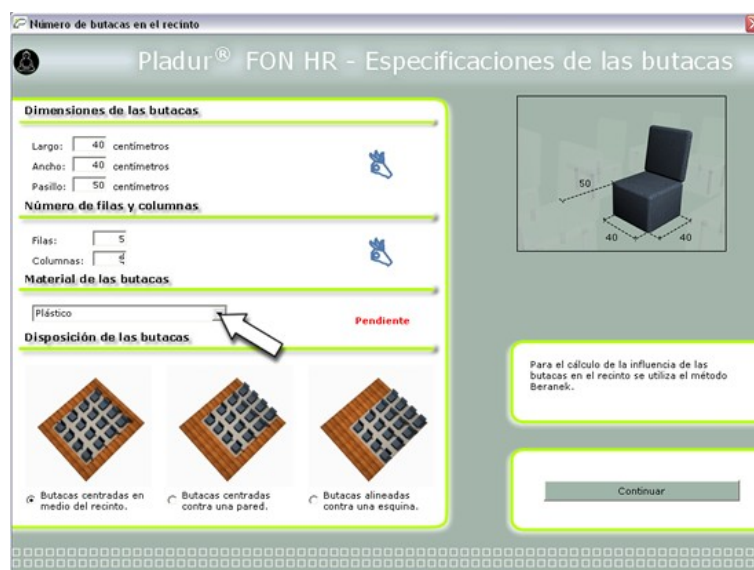 Número de butacas en el recinto
Pladur® FON HR - Especificaciones de las butacas
Dimensiones de las butacas
Largo: 40 centímetros
Ancho: 40 centímetros
Pasillo: 50 centímetros
Número de filas y columnas
Filas: 5
Columnas:
Material de las butacas
Plástico
Pendiente
Disposición de las butacas
Butacas centradas en
medio del recinto.
Butacas centradas
contra una pared.
Butacas alineadas
contra una esquina.
50
40 40
Para el cálculo de la influencia de las
butacas en el recinto se utiliza el método
Beranek.
Continuar